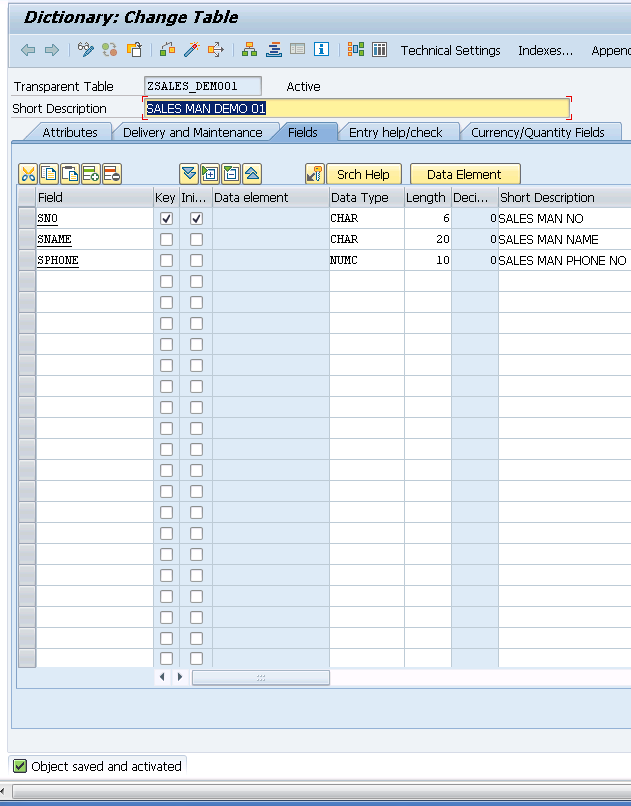 Dictionary: Change Table
Technical Settings Indexes... Appenc
Transparent Table ZSALES_DEMO01 Active
Short Description SALES MAN DEMO 01
Attributes Delivery and Maintenance Fields Entry help/check Currency/Quantity Fields
Srch Help Data Element
Field Key Ini... Data element Data Type Length Deci... Short Description
SNO CHAR 6 0 SALES MAN NO
SNAME CHAR 20 0 SALES MAN NAME
SPHONE NUMC 10 0 SALES MAN PHONE NO
Object saved and activated